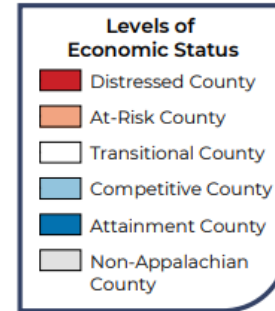 Levels of
Economic Status
Distressed County
At-Risk County
Transitional County
Competitive County
Attainment County
Non-Appalachian
County